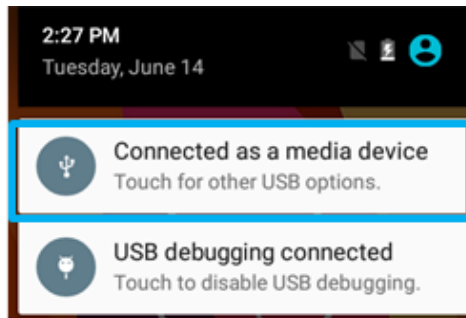 2:27 PM
Tuesday, June 14
Connected as a media device
Touch for other USB options.
USB debugging connected
Touch to disable USB debugging.